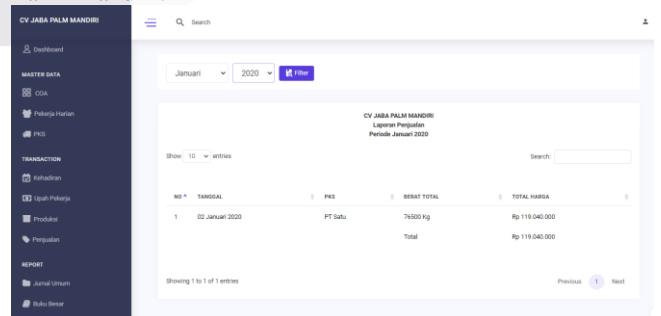 CV JABA PALM MANDIRI
Search
Dashboard
MASTER DATA
COA
Pekerja Harian
PKS
TRANSACTION
Kehadiran
Upah Pekerja
Produksi
Penjualan
REPORT
Jurnal Umum
Buku Besar
Januari 2020 Filter
CV JABA PALM MANDIRI
Laporan Penjualan
Periode Januari 2020
Show 10 entries Search:
NO TANGGAL PKS BERAT TOTAL TOTAL HARGA
1 02 Januari 2020 PT Satu 76500 Kg Rp 119.040.000
Total Rp 119.040.000
Showing 1 to 1 of 1 entries Previous 1 Next